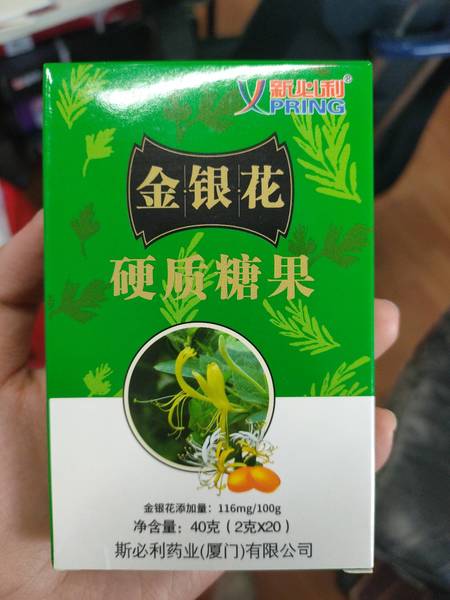 新必利®
XPRING
金银花
硬质糖果
金银花添加量：116mg/100g
净含量：40克（2克X20）
斯必利药业(厦门)有限公司